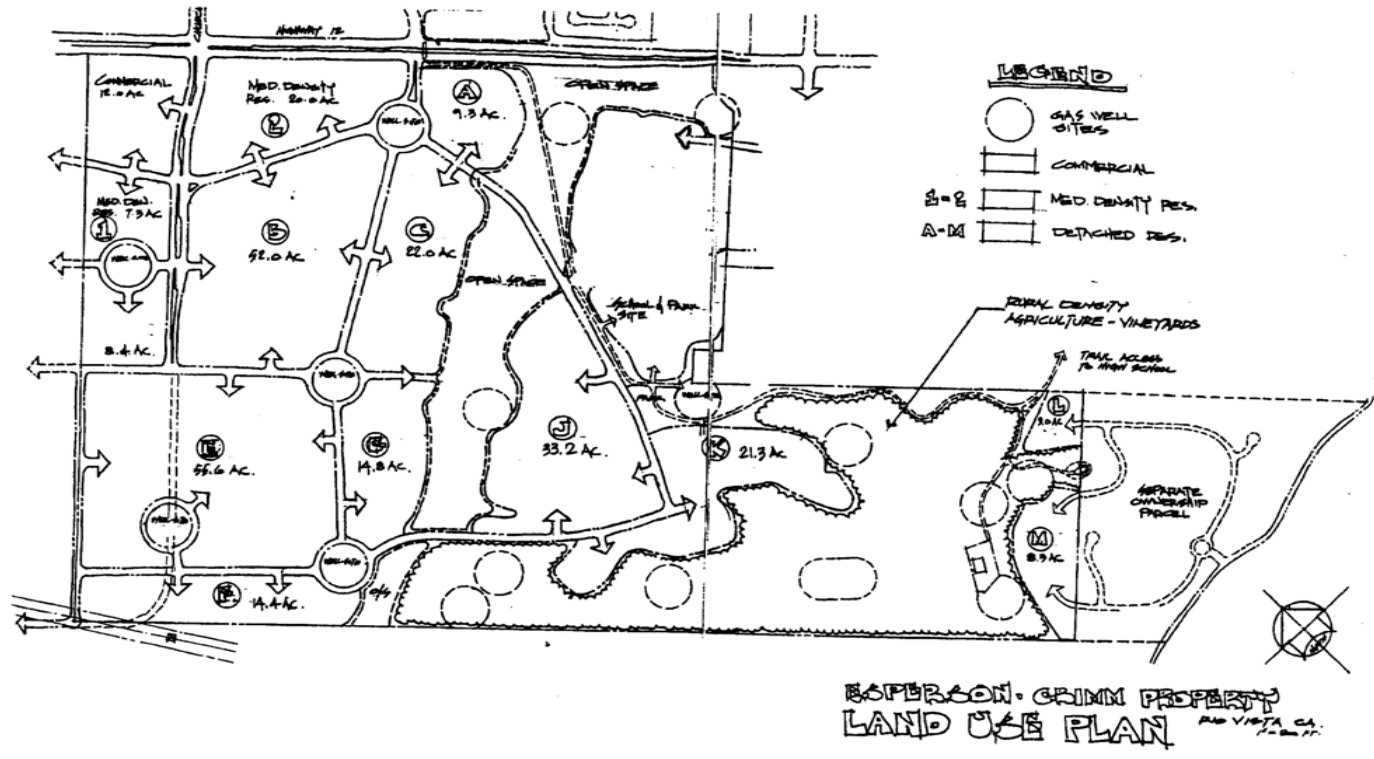 HIGHWAY 12
COMMERCIAL
12.0 AC
MED. DENSITY
RES. 20.0 AC
2
A
9.3 AC.
OPEN SPACE
MED. DEN.
RES. 7.3 AC
1
B
52.0 AC
C
22.0 AC
OPEN SPACE
SCHOOL & PARK
SITE
8.4 AC.
E
55.6 AC.
G
14.8 AC.
J
33.2 AC
K
21.3 AC
F
14.4 AC.
O/S
L
M
8.3 AC.
LEGEND
GAS WELL
SITES
COMMERCIAL
1-2
MED. DENSITY RES.
A-M
DETACHED RES.
RURAL DENSITY
AGRICULTURE - VINEYARDS
TRAIL ACCESS
TO HIGH SCHOOL
SEPARATE
OWNERSHIP
PARCEL
ESPERSON · GRIMM PROPERTY
LAND USE PLAN
RIO VISTA CA.